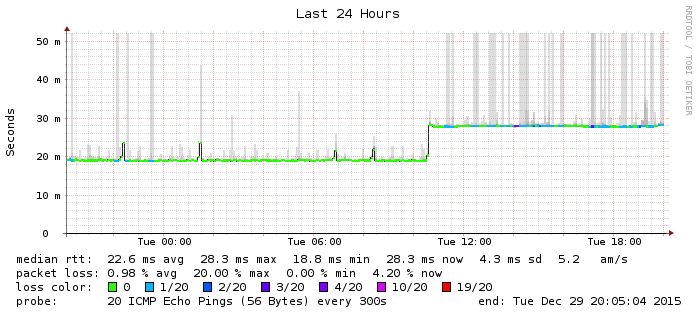 Last 24 Hours
RRDTOOL / TOBI OETIKER
Seconds
50 m
40 m
30 m
20 m
10 m
0
Tue 00:00 Tue 06:00 Tue 12:00 Tue 18:00
median rtt: 22.6 ms avg 28.3 ms max 18.8 ms min 28.3 ms now 4.3 ms sd 5.2 am/s
packet loss: 0.98 % avg 20.00 % max 0.00 % min 4.20 % now
loss color: 0 1/20 2/20 3/20 4/20 10/20 19/20
probe: 20 ICMP Echo Pings (56 Bytes) every 300s end: Tue Dec 29 20:05:04 2015